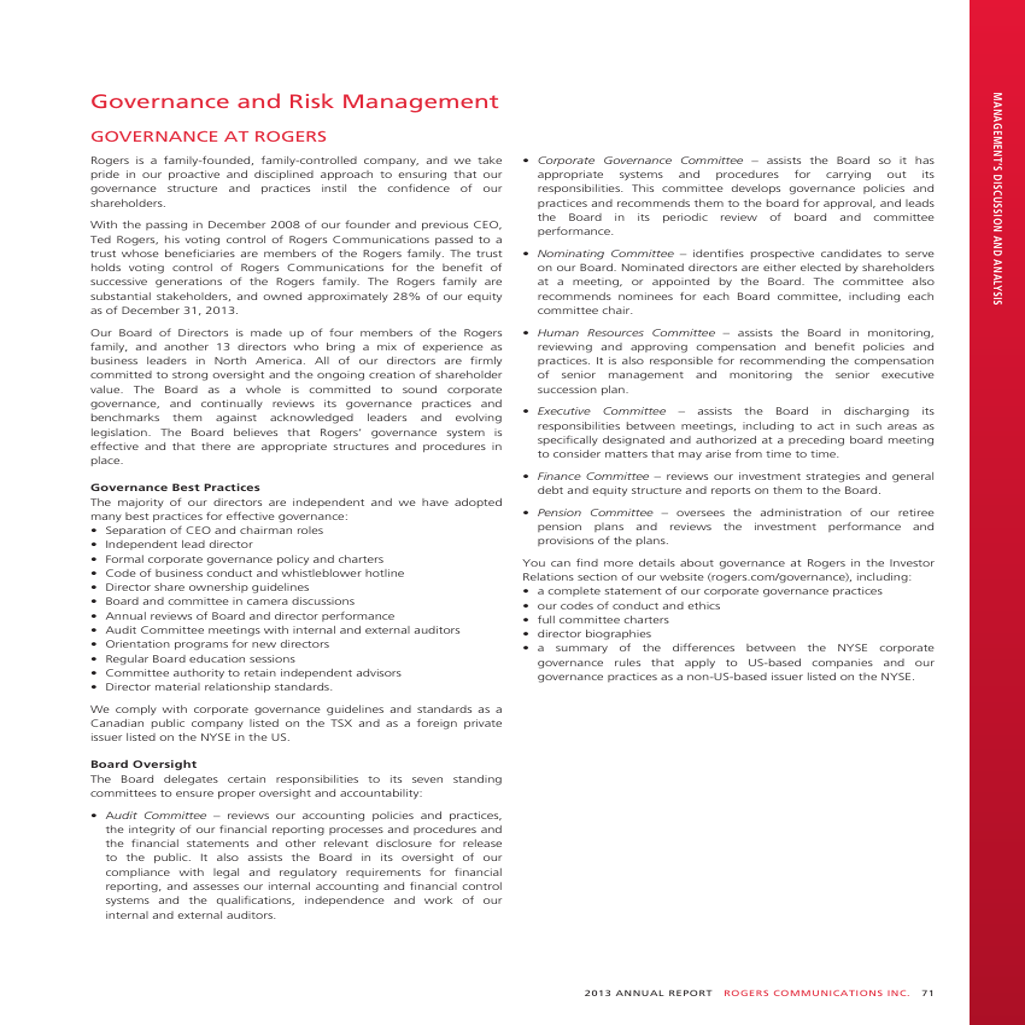 Governance and Risk Management
GOVERNANCE AT ROGERS
Rogers is a family-founded, family-controlled company, and we take
pride in our proactive and disciplined approach to ensuring that our
governance structure and practices instil the confidence of our
shareholders.
With the passing in December 2008 of our founder and previous CEO,
Ted Rogers, his voting control of Rogers Communications passed to a
trust whose beneficiaries are members of the Rogers family. The trust
holds voting control of Rogers Communications for the benefit of
successive generations of the Rogers family. The Rogers family are
substantial stakeholders, and owned approximately 28% of our equity
as of December 31, 2013.
Our Board of Directors is made up of four members of the Rogers
family, and another 13 directors who bring a mix of experience as
business leaders in North America. All of our directors are firmly
committed to strong oversight and the ongoing creation of shareholder
value. The Board as a whole is committed to sound corporate
governance, and continually reviews its governance practices and
benchmarks them against acknowledged leaders and evolving
legislation. The Board believes that Rogers’ governance system is
effective and that there are appropriate structures and procedures in
place.
Governance Best Practices
The majority of our directors are independent and we have adopted
many best practices for effective governance:
• Separation of CEO and chairman roles
• Independent lead director
• Formal corporate governance policy and charters
• Code of business conduct and whistleblower hotline
• Director share ownership guidelines
• Board and committee in camera discussions
• Annual reviews of Board and director performance
• Audit Committee meetings with internal and external auditors
• Orientation programs for new directors
• Regular Board education sessions
• Committee authority to retain independent advisors
• Director material relationship standards.
We comply with corporate governance guidelines and standards as a
Canadian public company listed on the TSX and as a foreign private
issuer listed on the NYSE in the US.
Board Oversight
The Board delegates certain responsibilities to its seven standing
committees to ensure proper oversight and accountability:
• Audit Committee – reviews our accounting policies and practices,
the integrity of our financial reporting processes and procedures and
the financial statements and other relevant disclosure for release
to the public. It also assists the Board in its oversight of our
compliance with legal and regulatory requirements for financial
reporting, and assesses our internal accounting and financial control
systems and the qualifications, independence and work of our
internal and external auditors.
• Corporate Governance Committee – assists the Board so it has
appropriate systems and procedures for carrying out its
responsibilities. This committee develops governance policies and
practices and recommends them to the board for approval, and leads
the Board in its periodic review of board and committee
performance.
• Nominating Committee – identifies prospective candidates to serve
on our Board. Nominated directors are either elected by shareholders
at a meeting, or appointed by the Board. The committee also
recommends nominees for each Board committee, including each
committee chair.
• Human Resources Committee – assists the Board in monitoring,
reviewing and approving compensation and benefit policies and
practices. It is also responsible for recommending the compensation
of senior management and monitoring the senior executive
succession plan.
• Executive Committee – assists the Board in discharging its
responsibilities between meetings, including to act in such areas as
specifically designated and authorized at a preceding board meeting
to consider matters that may arise from time to time.
• Finance Committee – reviews our investment strategies and general
debt and equity structure and reports on them to the Board.
• Pension Committee – oversees the administration of our retiree
pension plans and reviews the investment performance and
provisions of the plans.
You can find more details about governance at Rogers in the Investor
Relations section of our website (rogers.com/governance), including:
• a complete statement of our corporate governance practices
• our codes of conduct and ethics
• full committee charters
• director biographies
• a summary of the differences between the NYSE corporate
governance rules that apply to US-based companies and our
governance practices as a non-US-based issuer listed on the NYSE.
MANAGEMENT’S DISCUSSION AND ANALYSIS
2013 ANNUAL REPORT ROGERS COMMUNICATIONS INC. 71